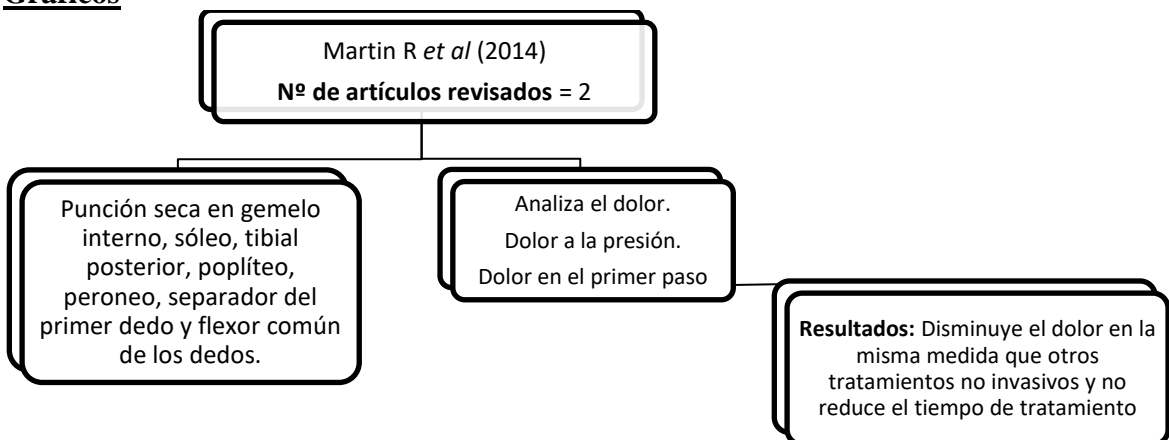 Gráficos
Martin R et al (2014)
Nº de artículos revisados = 2
Punción seca en gemelo
interno, sóleo, tibial
posterior, poplíteo,
peroneo, separador del
primer dedo y flexor común
de los dedos.
Analiza el dolor.
Dolor a la presión.
Dolor en el primer paso
Resultados: Disminuye el dolor en la
misma medida que otros
tratamientos no invasivos y no
reduce el tiempo de tratamiento